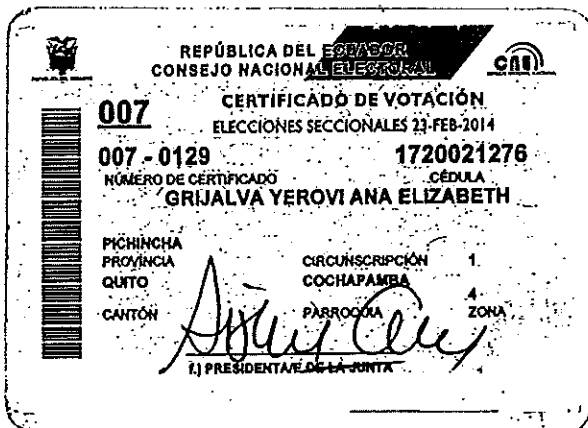 REPÚBLICA DEL ECUADOR
CONSEJO NACIONAL ELECTORAL
CNE
007
CERTIFICADO DE VOTACIÓN
ELECCIONES SECCIONALES 23-FEB-2014
007 - 0129 1720021276
NÚMERO DE CERTIFICADO CÉDULA
GRIJALVA YEROVI ANA ELIZABETH
PICHINCHA
PROVINCIA CIRCUNSCRIPCIÓN 1
QUITO COCHAPAMBA
4
CANTÓN PARROQUIA ZONA
f.) PRESIDENTA/E DE LA JUNTA